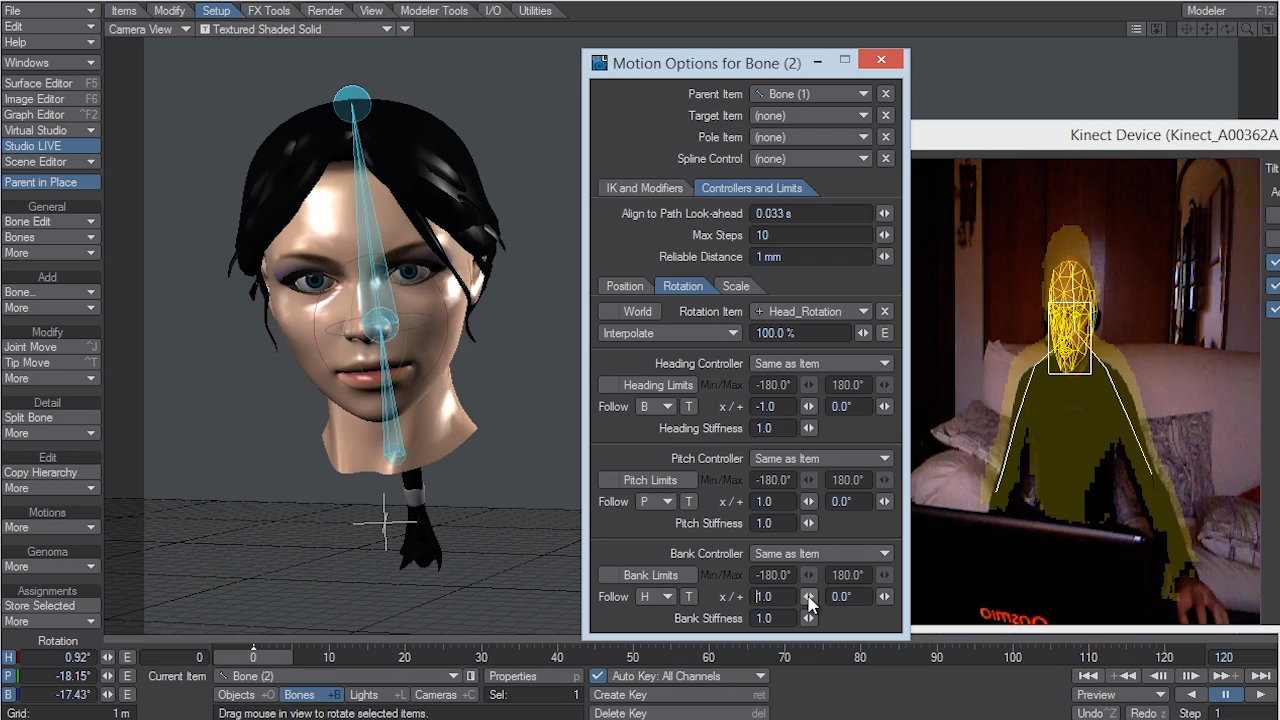 File Items Modify Setup FX Tools Render View Modeler Tools I/O Utilities Modeler F12
Edit Camera View Textured Shaded Solid
Help
Windows
Surface Editor F5
Image Editor F6
Graph Editor ^F2
Virtual Studio
Studio LIVE
Scene Editor
Parent in Place
General
Bone Edit
Bones
More
Add
Bone...
More
Modify
Joint Move ^J
Tip Move ^T
More
Detail
Split Bone
More
Edit
Copy Hierarchy
More
Motions
More
Genoma
More
Assignments
Store Selected
More
Motion Options for Bone (2)
Parent Item Bone (1)
Target Item (none)
Pole Item (none)
Spline Control (none)
IK and Modifiers Controllers and Limits
Align to Path Look-ahead 0.033 s
Max Steps 10
Reliable Distance 1 mm
Position Rotation Scale
World Rotation Item + Head_Rotation
Interpolate 100.0 % E
Heading Controller Same as Item
Heading Limits Min/Max -180.0° 180.0°
Follow B T x / + -1.0 0.0°
Heading Stiffness 1.0
Pitch Controller Same as Item
Pitch Limits Min/Max -180.0° 180.0°
Follow P T x / + 1.0 0.0°
Pitch Stiffness 1.0
Bank Controller Same as Item
Bank Limits Min/Max -180.0° 180.0°
Follow H T x / + 1.0 0.0°
Bank Stiffness 1.0
Kinect Device (Kinect_A00362A
Tilt
Qosmio
Rotation
H 0.92° E 0 0 10 20 30 40 50 60 70 80 90 100 110 120 120
P -18.15° E Current Item Bone (2) Properties p Auto Key: All Channels
B -17.43° E Objects +O Bones +B Lights +L Cameras +C Sel: 1 Create Key ret Preview
Grid: 1 m Drag mouse in view to rotate selected items. Delete Key del Undo ^Z Redo z Step 1